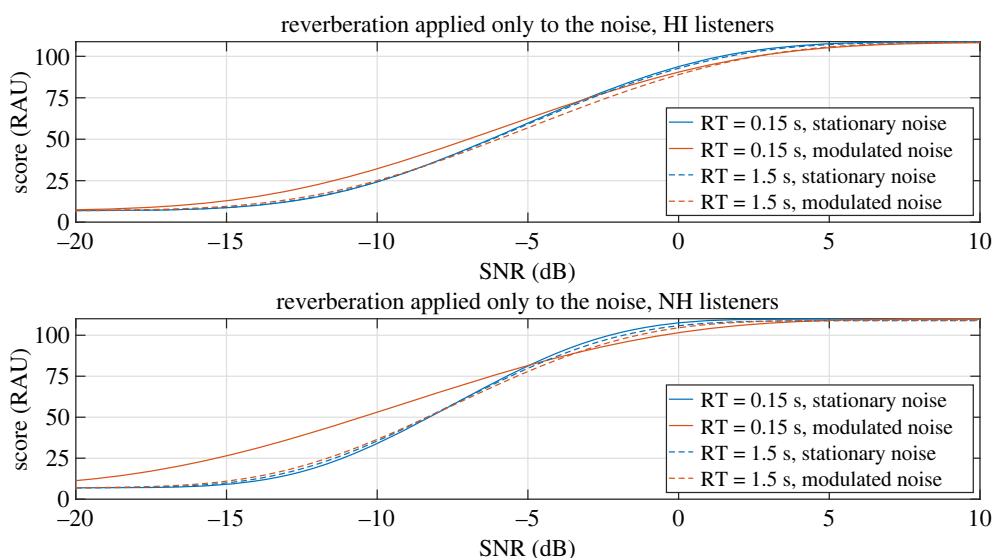 reverberation applied only to the noise, HI listeners
score (RAU)
100
75
50
25
0
RT = 0.15 s, stationary noise
RT = 0.15 s, modulated noise
RT = 1.5 s, stationary noise
RT = 1.5 s, modulated noise
–20 –15 –10 –5 0 5 10
SNR (dB)
reverberation applied only to the noise, NH listeners
score (RAU)
100
75
50
25
0
RT = 0.15 s, stationary noise
RT = 0.15 s, modulated noise
RT = 1.5 s, stationary noise
RT = 1.5 s, modulated noise
–20 –15 –10 –5 0 5 10
SNR (dB)